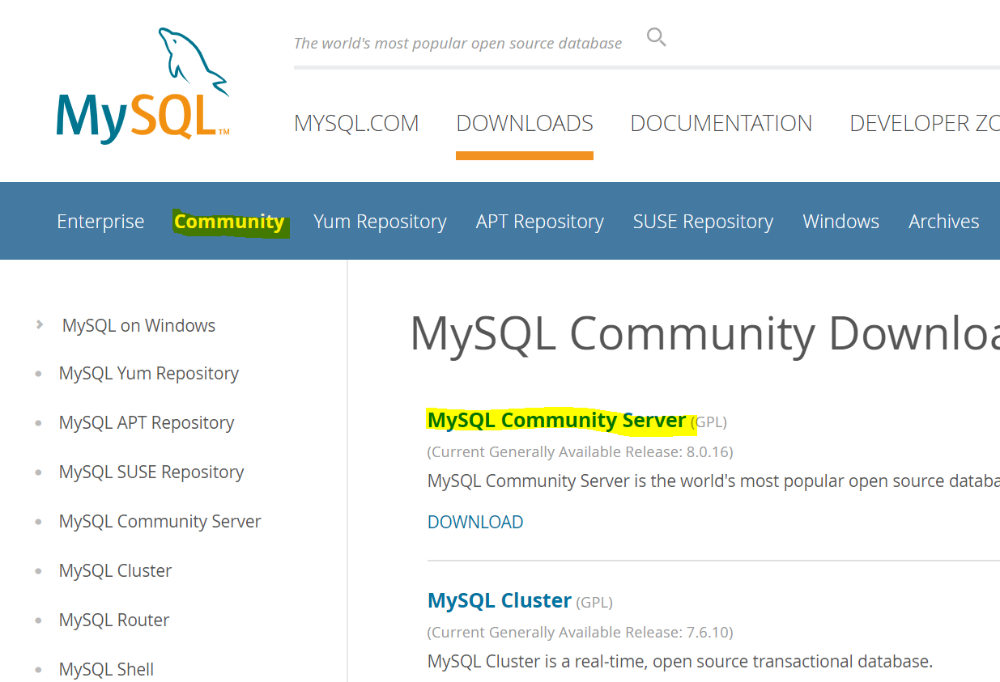 The world's most popular open source database
MySQL™
MYSQL.COM DOWNLOADS DOCUMENTATION DEVELOPER ZO
Enterprise Community Yum Repository APT Repository SUSE Repository Windows Archives
MySQL on Windows
MySQL Yum Repository
MySQL APT Repository
MySQL SUSE Repository
MySQL Community Server
MySQL Cluster
MySQL Router
MySQL Shell
MySQL Community Downloa
MySQL Community Server (GPL)
(Current Generally Available Release: 8.0.16)
MySQL Community Server is the world's most popular open source databa
DOWNLOAD
MySQL Cluster (GPL)
(Current Generally Available Release: 7.6.10)
MySQL Cluster is a real-time, open source transactional database.